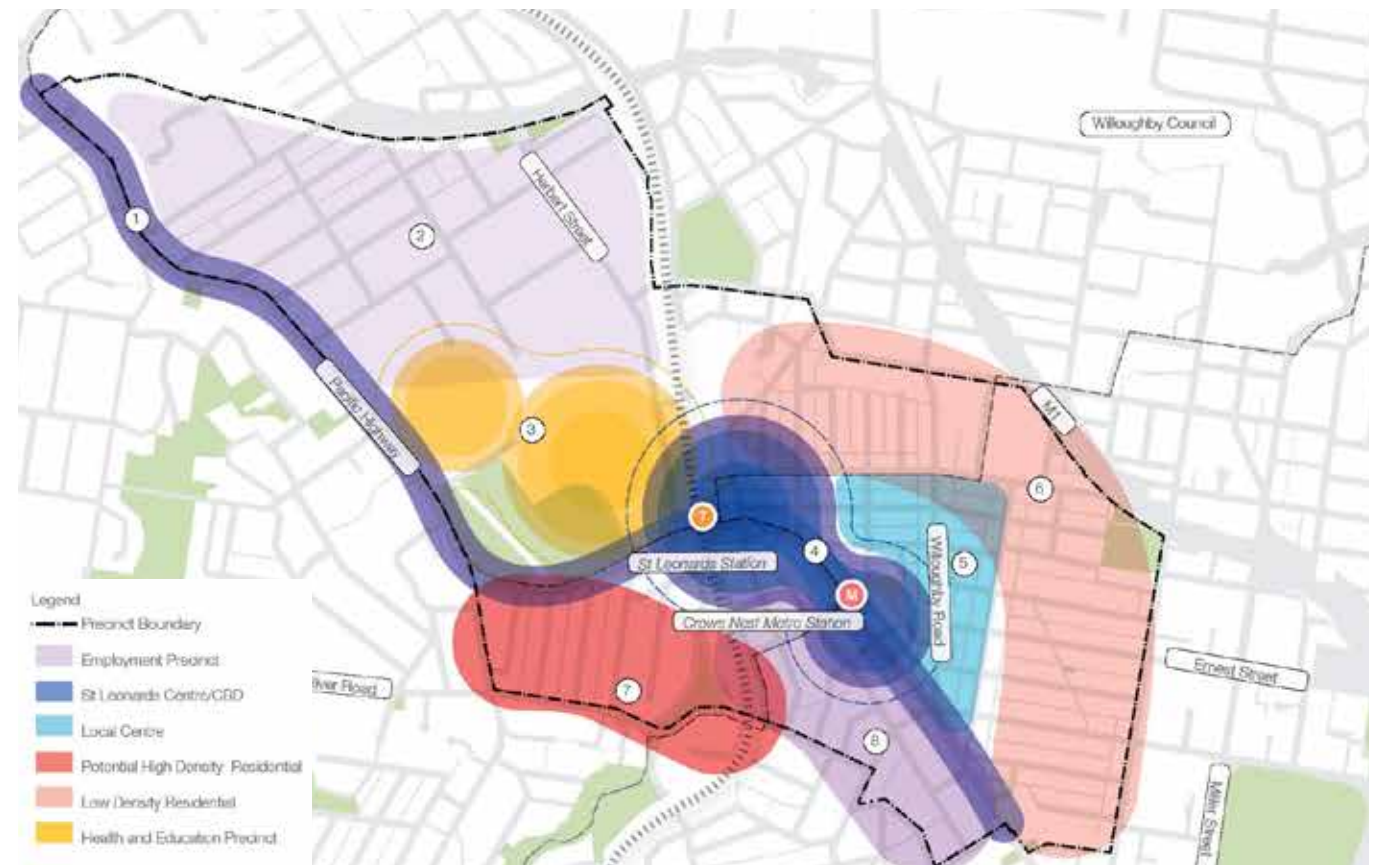 Willoughby Council
Herbert Street
1
2
Pacific Highway
3
M1
6
T
4
Willoughby Road
5
St Leonards Station
M
Crows Nest Metro Station
Ernest Street
7
8
River Road
Miller Street
Legend
Precinct Boundary
Employment Precinct
St Leonards Centre/CBD
Local Centre
Potential High Density Residential
Low Density Residential
Health and Education Precinct